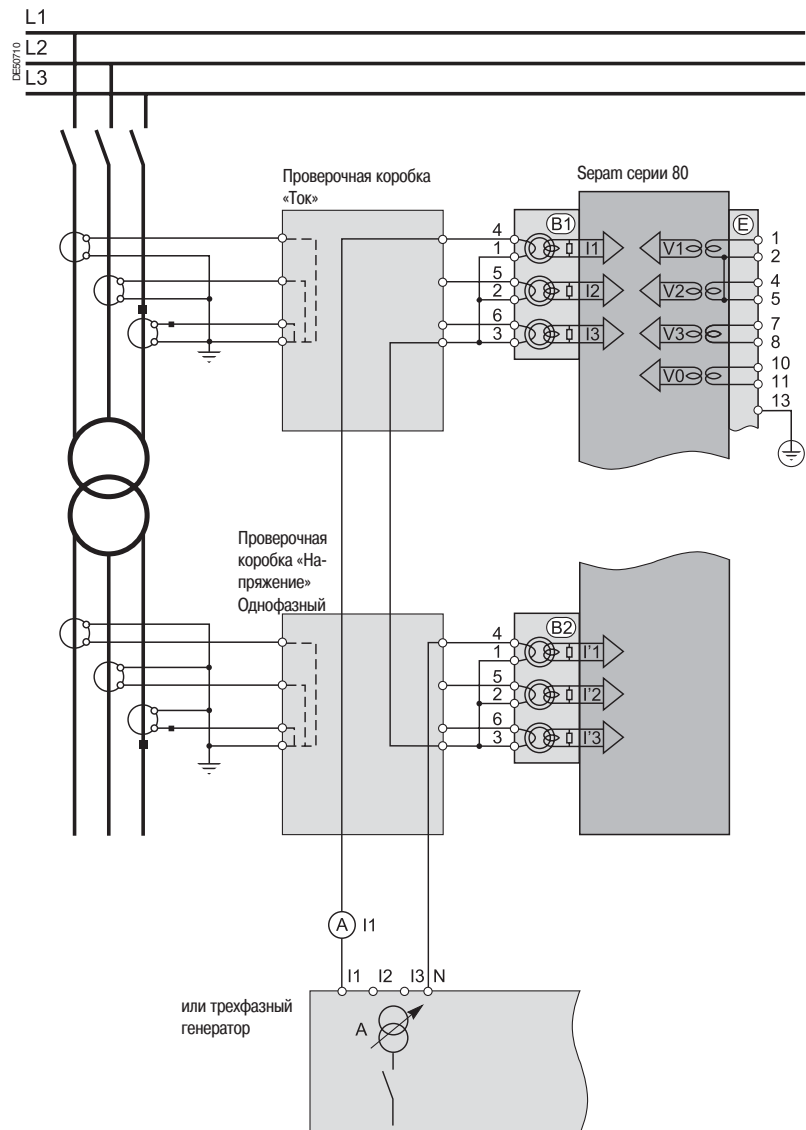 L1
L2
L3
DE50710
Проверочная коробка
«Ток»
Sepam серии 80
B1
E
4
1
5
2
6
3
I1
I2
I3
V1
V2
V3
V0
1
2
4
5
7
8
10
11
13
Проверочная
коробка «На-
пряжение»
Однофазный
B2
4
1
5
2
6
3
I'1
I'2
I'3
A I1
I1 I2 I3 N
или трехфазный
генератор
A